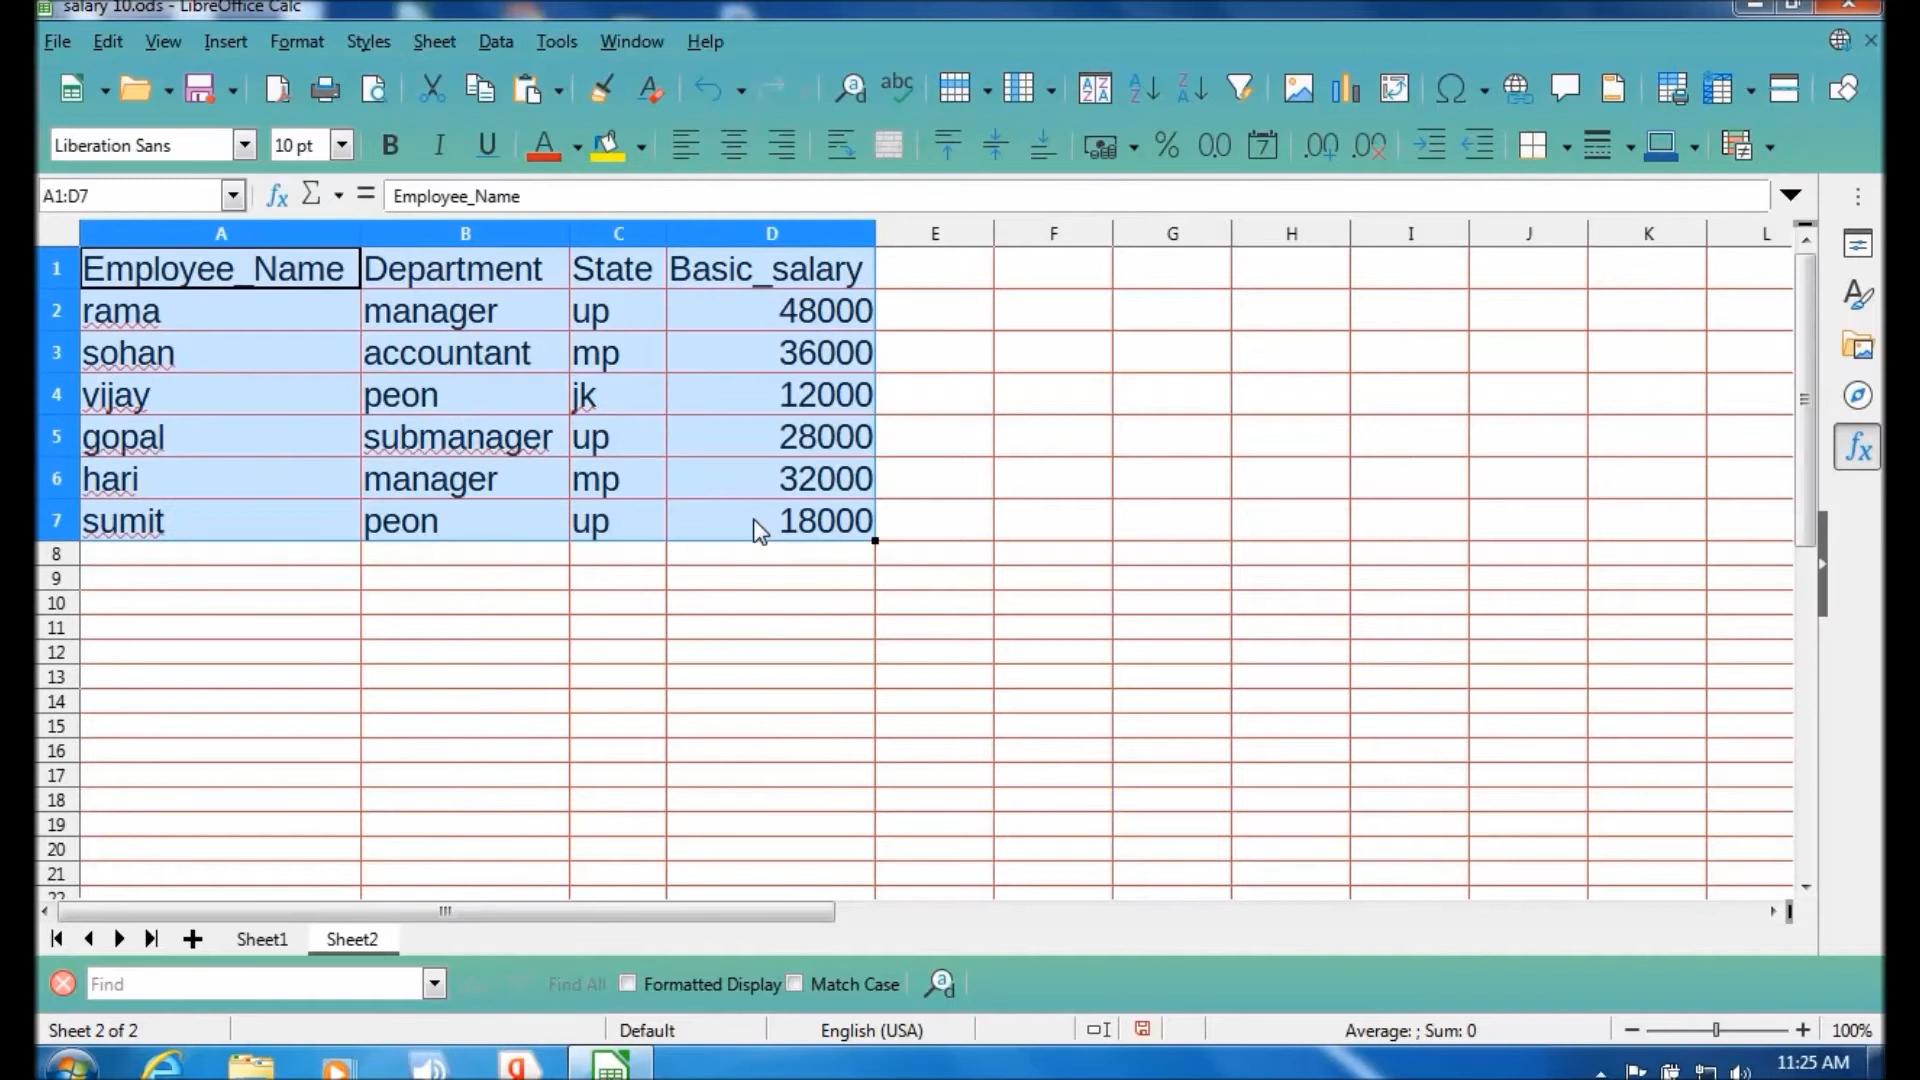 salary 10.ods - LibreOffice Calc
File Edit View Insert Format Styles Sheet Data Tools Window Help
Liberation Sans 10 pt
A1:D7 Employee_Name
A B C D E F G H I J K L
1 Employee_Name Department State Basic_salary
2 rama manager up 48000
3 sohan accountant mp 36000
4 vijay peon jk 12000
5 gopal submanager up 28000
6 hari manager mp 32000
7 sumit peon up 18000
8
9
10
11
12
13
14
15
16
17
18
19
20
21
22
Sheet1 Sheet2
Find Find All Formatted Display Match Case
Sheet 2 of 2 Default English (USA) Average: ; Sum: 0 100%
11:25 AM